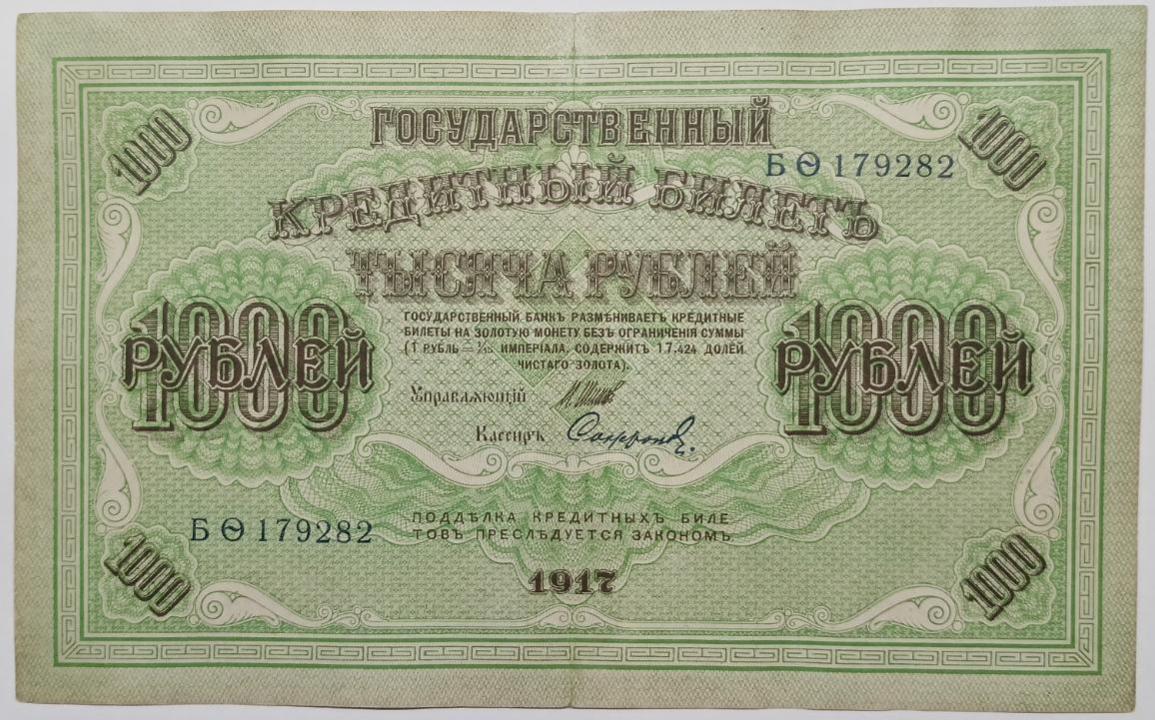 1000
ГОСУДАРСТВЕННЫЙ
1000
БѲ 179282
КРЕДИТНЫЙ БИЛЕТЪ
ТЫСЯЧА РУБЛЕЙ
ГОСУДАРСТВЕННЫЙ БАНКЪ РАЗМѢНИВАЕТЪ КРЕДИТНЫЕ
БИЛЕТЫ НА ЗОЛОТУЮ МОНЕТУ БЕЗЪ ОГРАНИЧЕНІЯ СУММЫ
(1 РУБЛЬ = 1/15 ИМПЕРІАЛА, СОДЕРЖИТЪ 17,424 ДОЛЕЙ
ЧИСТАГО ЗОЛОТА).
1000
РУБЛЕЙ
1000
РУБЛЕЙ
Управляющій
Кассиръ
БѲ 179282
ПОДДѢЛКА КРЕДИТНЫХЪ БИЛЕ
ТОВЪ ПРЕСЛѢДУЕТСЯ ЗАКОНОМЪ.
1000
1917
1000